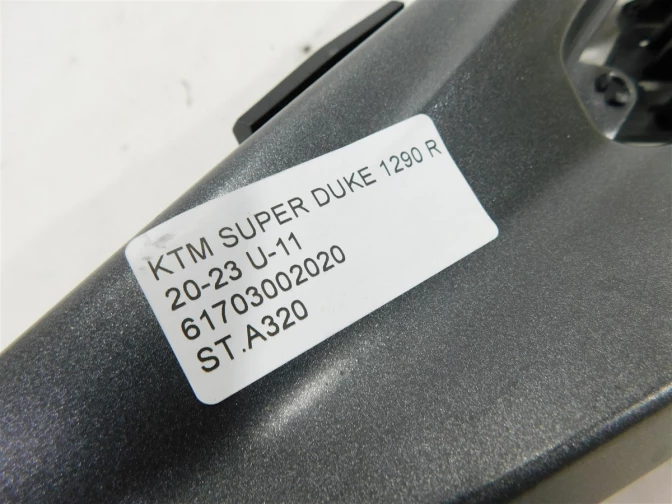 KTM SUPER DUKE 1290 R
20-23 U-11
61703002020
ST.A320